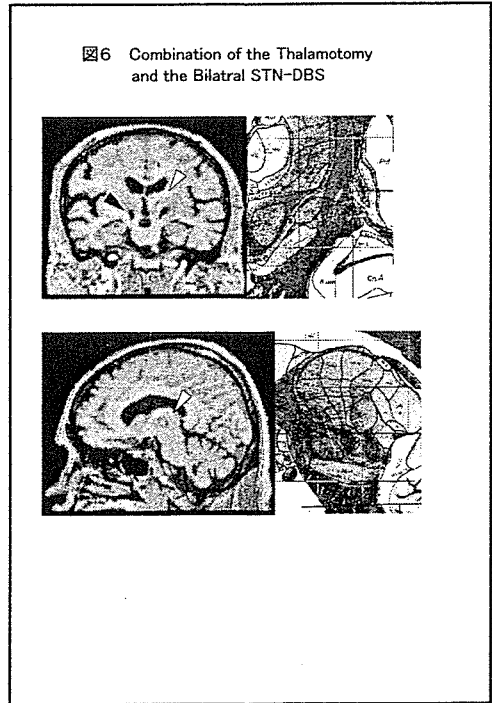 図6 Combination of the Thalamotomy
and the Bilatral STN-DBS